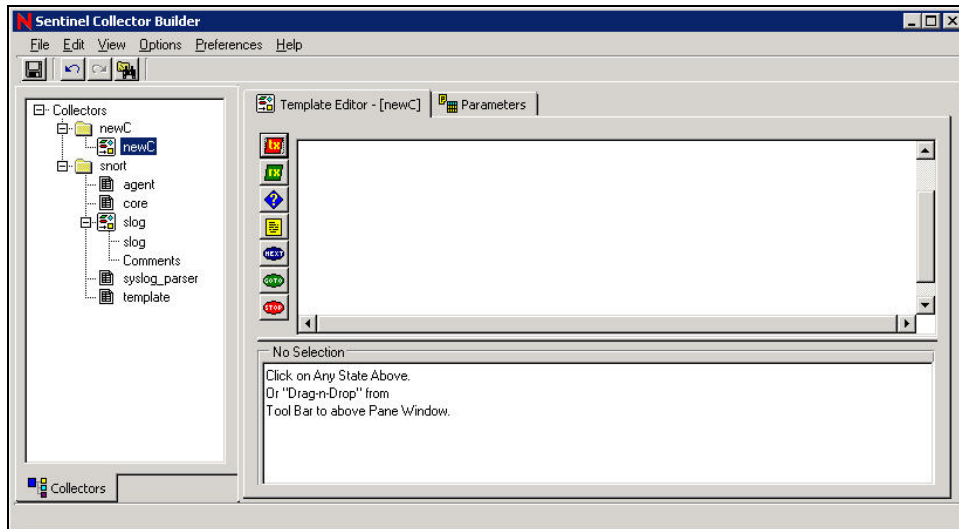 Sentinel Collector Builder
File Edit View Options Preferences Help
Collectors
newC
newC
snort
agent
core
slog
slog
Comments
syslog_parser
template
Collectors
Template Editor - [newC] Parameters
tx
rx
?
NEXT
GOTO
STOP
No Selection
Click on Any State Above.
Or "Drag-n-Drop" from
Tool Bar to above Pane Window.